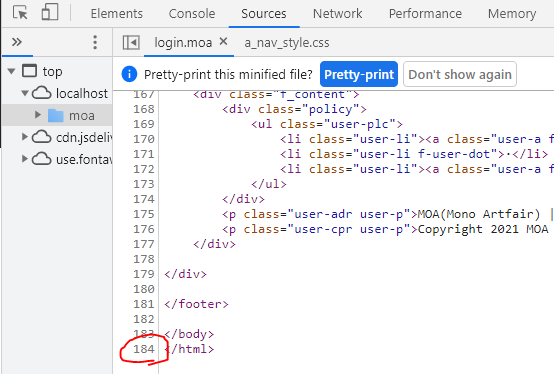 Elements
Console
Sources
Performance
Memory
login.moa ×
a_nav_style.css
Pretty-print this minified file?
Pretty-print
Don't show again
top
localhost
moa
cdn.jsdeli
use.fontaw
167 <div class="f_content">
168 <div class="policy">
169 <ul class="user-plc">
170 <li class="user-li"><a class="user-a f
171 <li class="user-li f-user-dot">·</li>
172 <li class="user-li"><a class="user-a f
173 </ul>
174 </div>
175 <p class="user-adr user-p">MOA(Mono Artfair) |
176 <p class="user-cpr user-p">Copyright 2021 MOA
177 </div>
178
179 </div>
180
181 </footer>
182
183 </body>
184 </html>